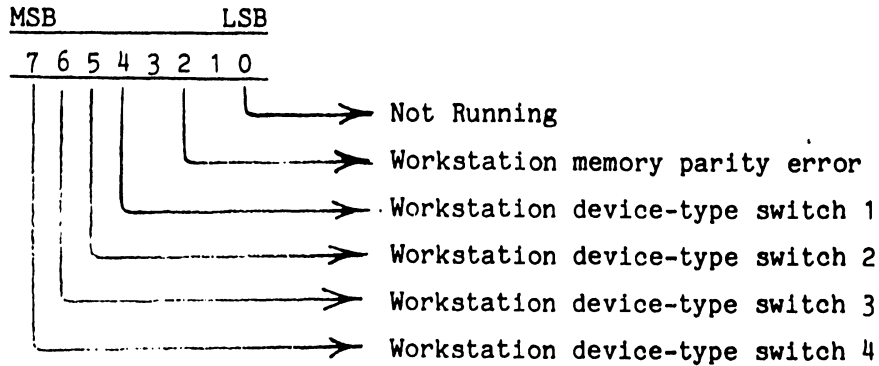 MSB LSB
7 6 5 4 3 2 1 0
Not Running
Workstation memory parity error
Workstation device-type switch 1
Workstation device-type switch 2
Workstation device-type switch 3
Workstation device-type switch 4